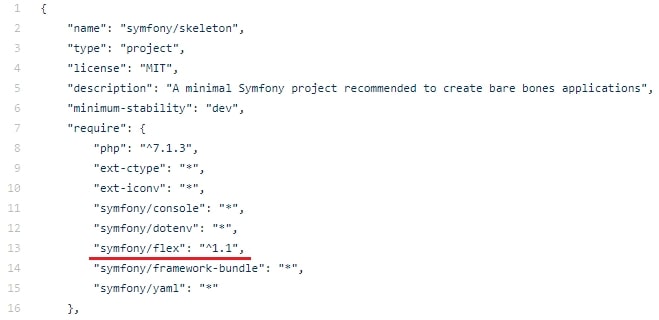 1 {
2     "name": "symfony/skeleton",
3     "type": "project",
4     "license": "MIT",
5     "description": "A minimal Symfony project recommended to create bare bones applications",
6     "minimum-stability": "dev",
7     "require": {
8         "php": "^7.1.3",
9         "ext-ctype": "*",
10         "ext-iconv": "*",
11         "symfony/console": "*",
12         "symfony/dotenv": "*",
13         "symfony/flex": "^1.1",
14         "symfony/framework-bundle": "*",
15         "symfony/yaml": "*"
16     },